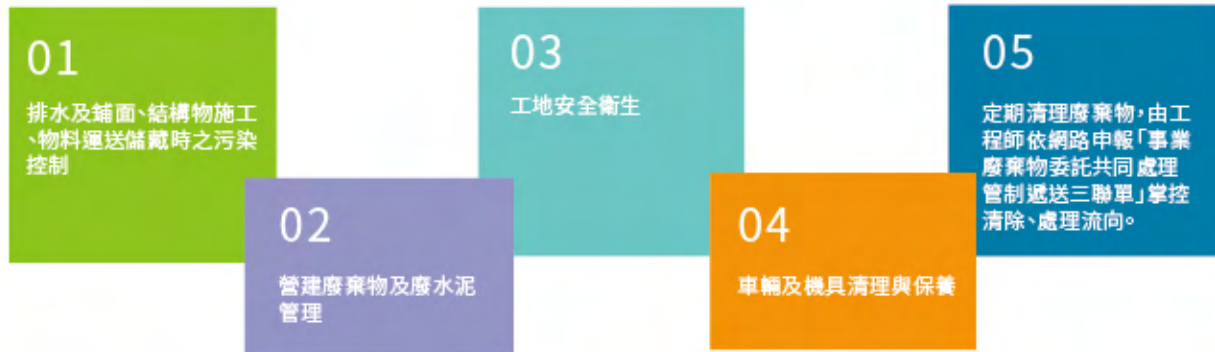 01
排水及鋪面、結構物施工
、物料運送儲藏時之污染
控制
02
營建廢棄物及廢水泥
管理
03
工地安全衛生
04
車輛及機具清理與保養
05
定期清理廢棄物，由工
程師依網路申報「事業
廢棄物委託共同處理
管制遞送三聯單」掌控
清除、處理流向。